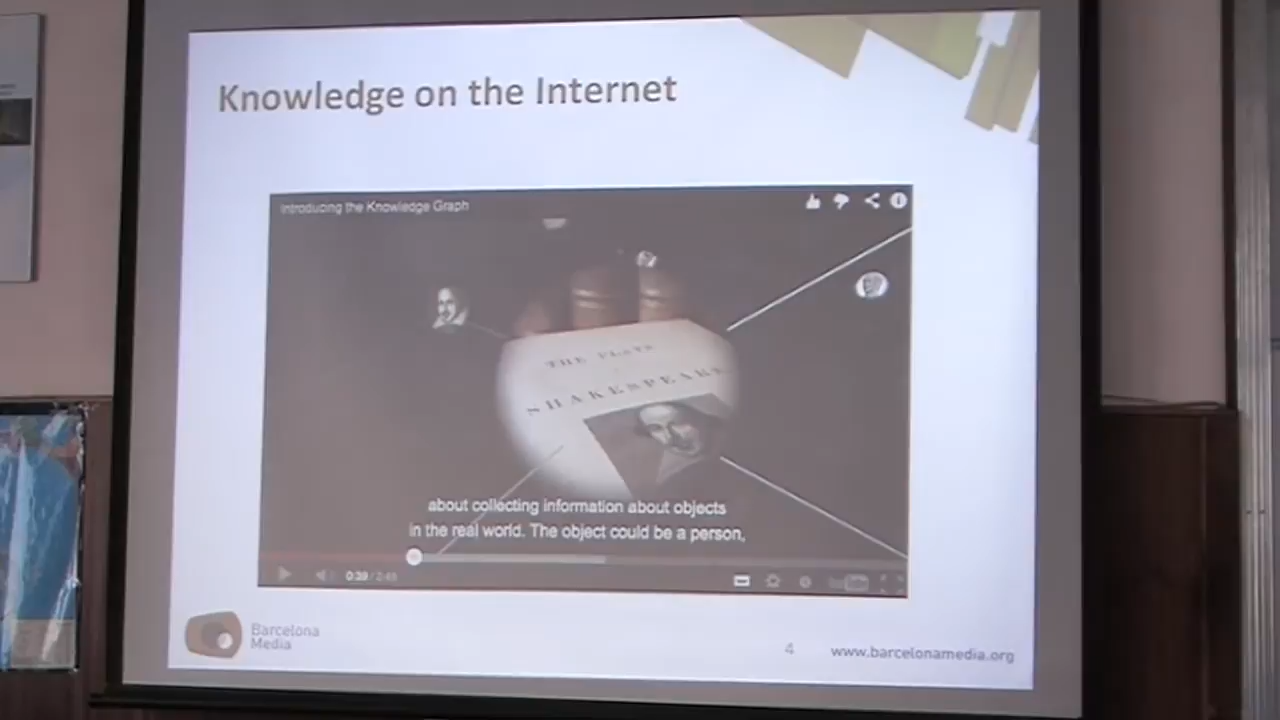 Knowledge on the Internet
Introducing the Knowledge Graph
THE PLAYS
SHAKESPEARE
about collecting information about objects
in the real world. The object could be a person,
0:39 / 2:45
Barcelona
Media
4
www.barcelonamedia.org